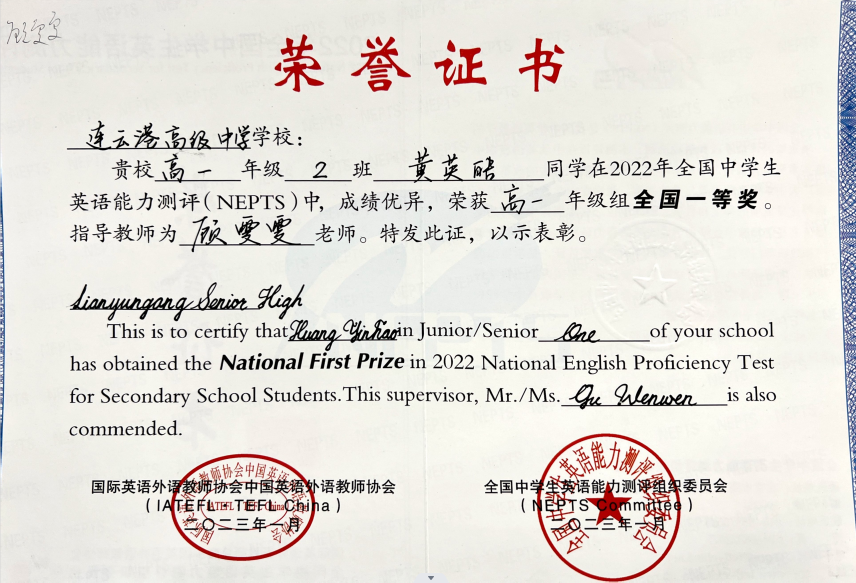 荣誉证书
连云港高级中学学校：
贵校高一年级2班黄英皓同学在2022年全国中学生
英语能力测评（NEPTS）中，成绩优异，荣获高一年级组全国一等奖。
指导教师为顾雯雯老师。特发此证，以示表彰。
Lianyungang Senior High
This is to certify that Huang Yinhao in Junior/Senior One of your school
has obtained the National First Prize in 2022 National English Proficiency Test
for Secondary School Students.This supervisor, Mr./Ms. Gu Wenwen is also
commended.
国际英语外语教师协会中国英语外语教师协会
（IATEFL · TEFL China）
二〇二三年一月
全国中学生英语能力测评组织委员会
（NEPTS Committee）
二〇二三年一月